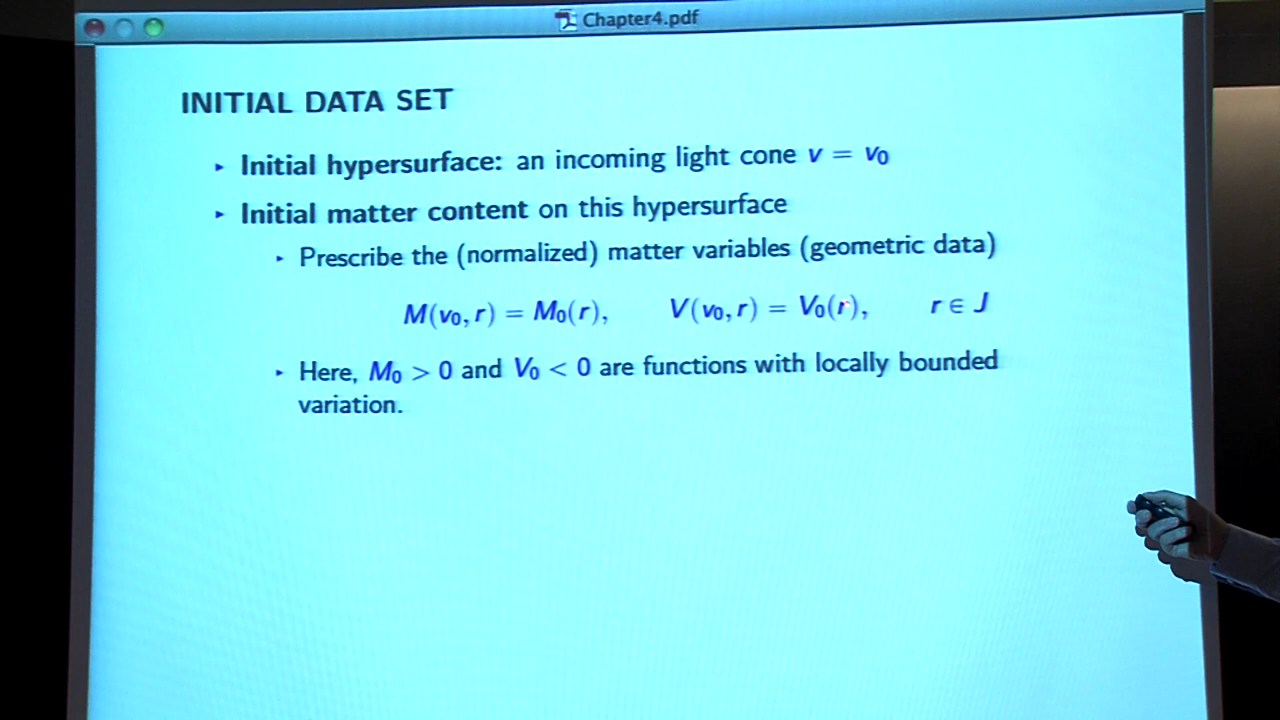 Chapter4.pdf
INITIAL DATA SET
▸ Initial hypersurface: an incoming light cone v = v₀
▸ Initial matter content on this hypersurface
▸ Prescribe the (normalized) matter variables (geometric data)
M(v₀, r) = M₀(r), V(v₀, r) = V₀(r), r ∈ J
▸ Here, M₀ > 0 and V₀ < 0 are functions with locally bounded
variation.